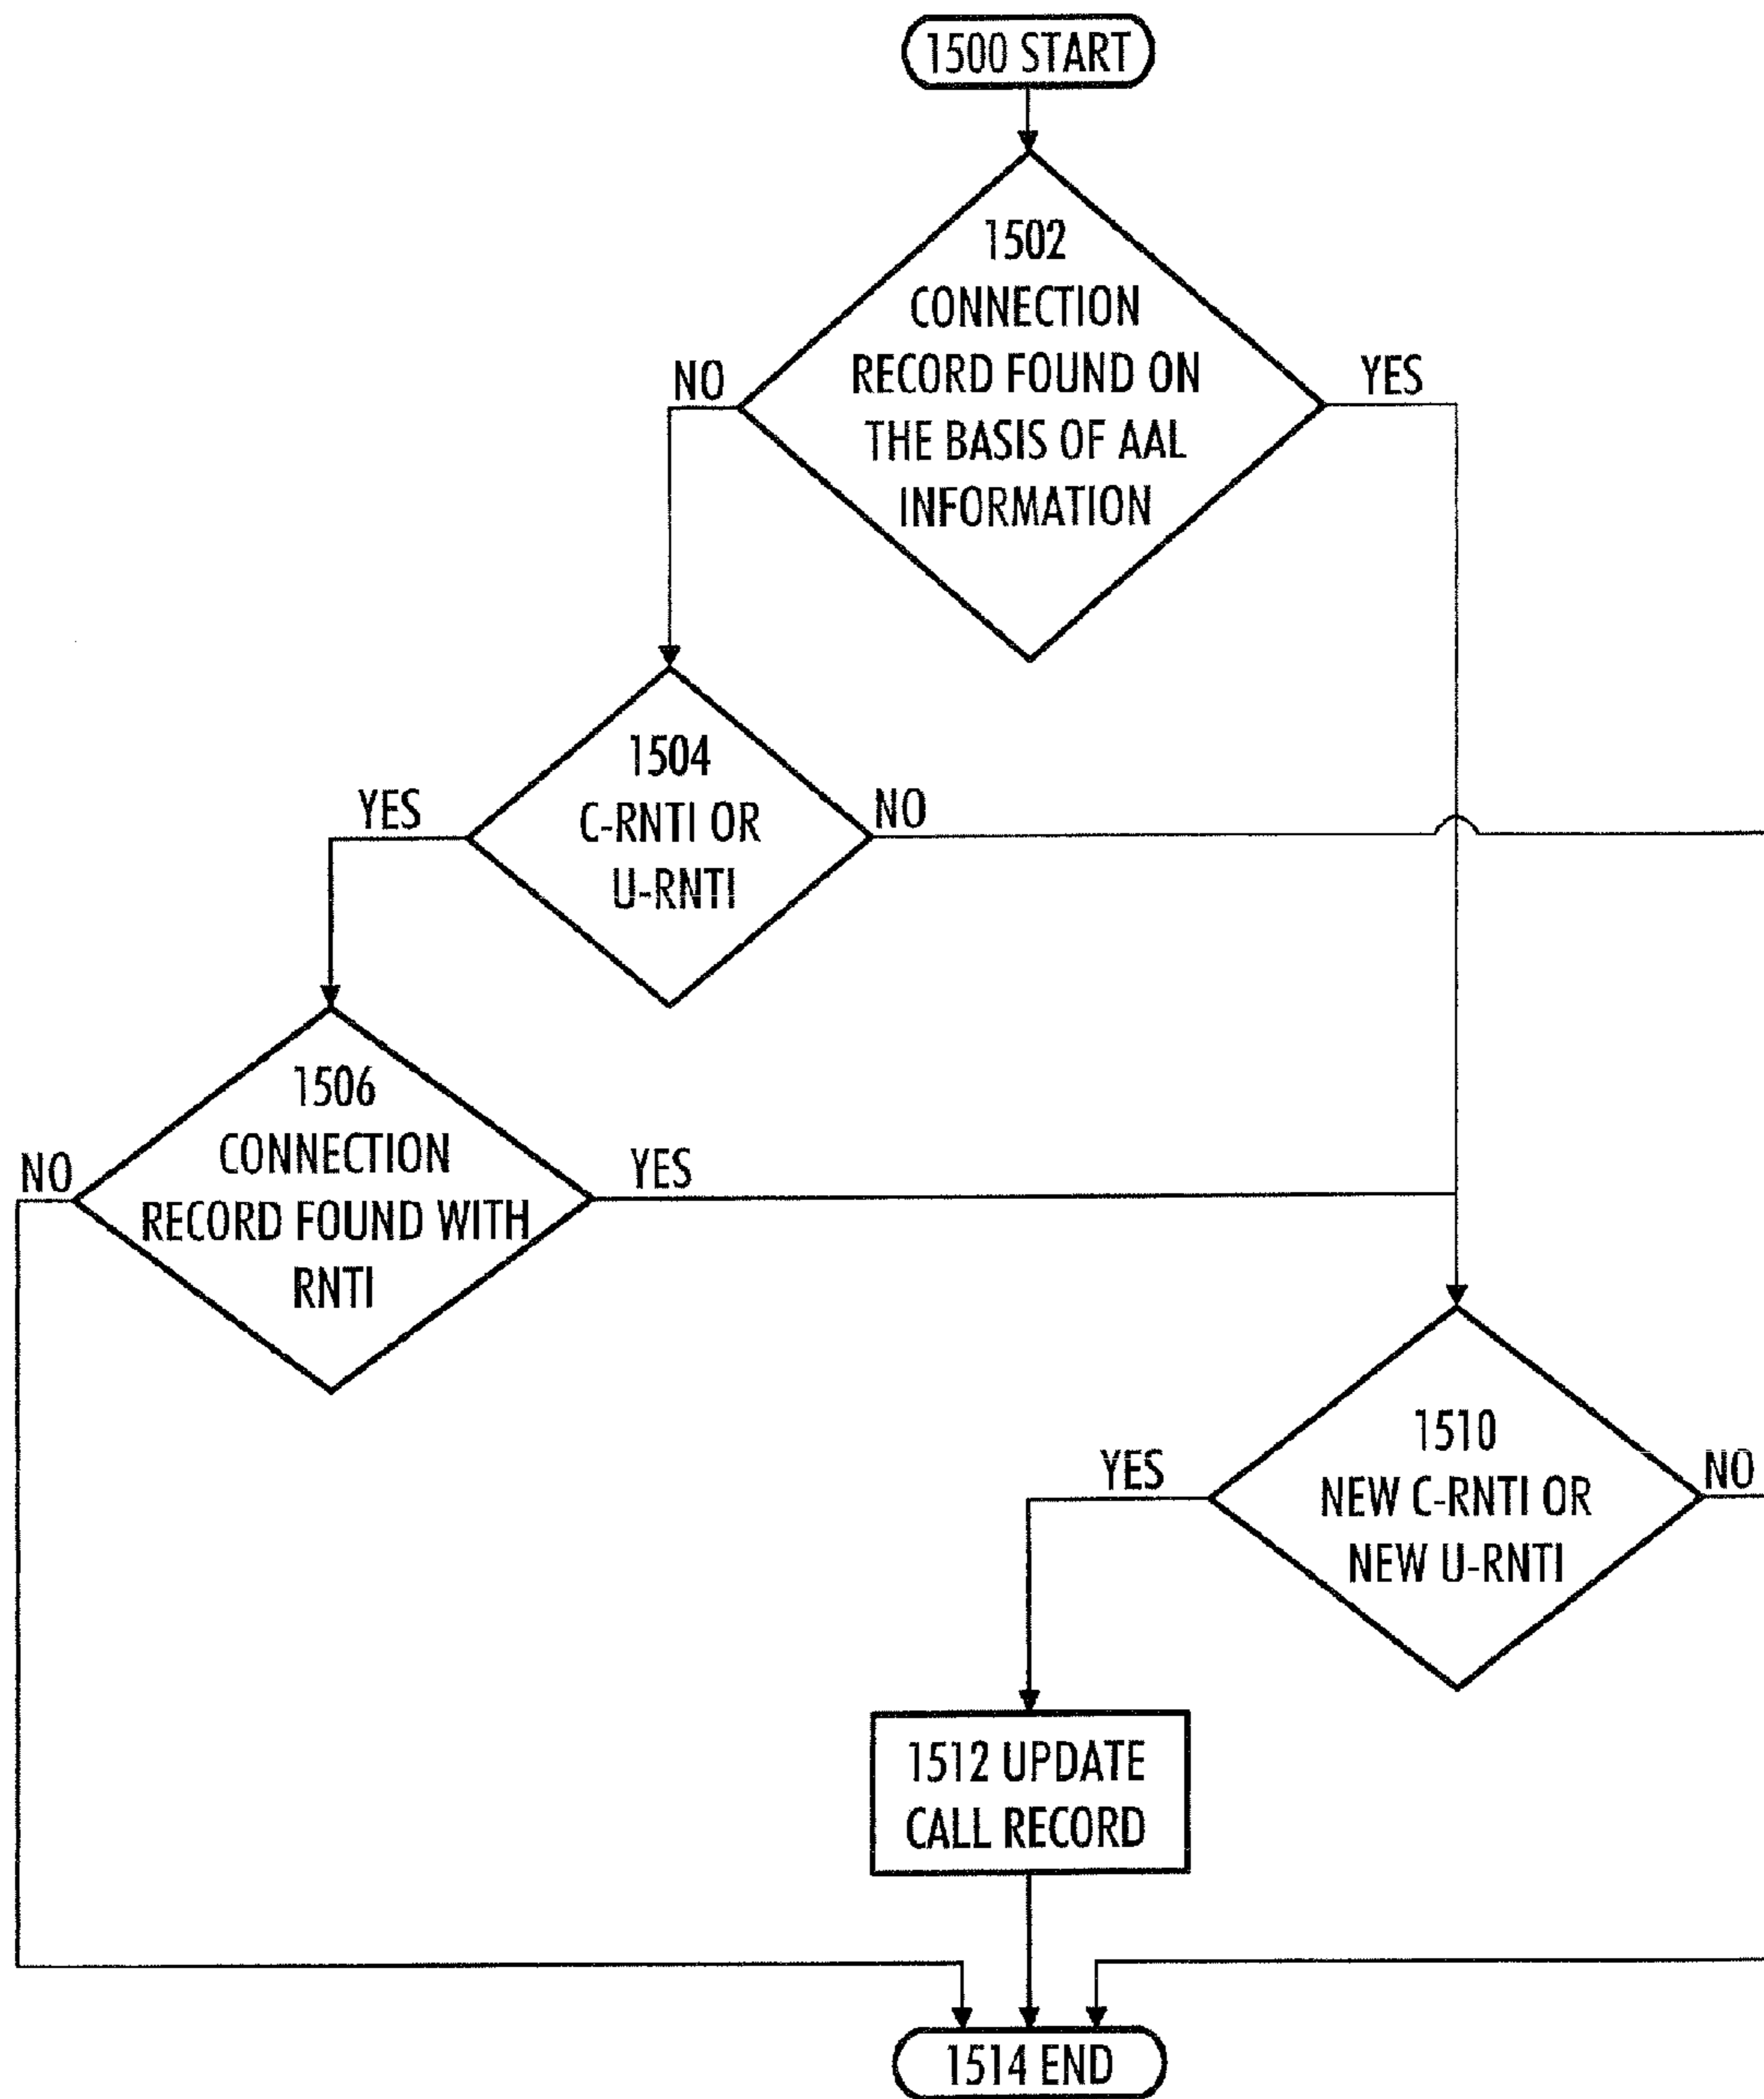 1500 START
1502
CONNECTION
RECORD FOUND ON
THE BASIS OF AAL
INFORMATION
NO
YES
1504
C-RNTI OR
U-RNTI
YES
NO
1506
CONNECTION
RECORD FOUND WITH
RNTI
NO
YES
1510
NEW C-RNTI OR
NEW U-RNTI
YES
NO
1512 UPDATE
CALL RECORD
1514 END